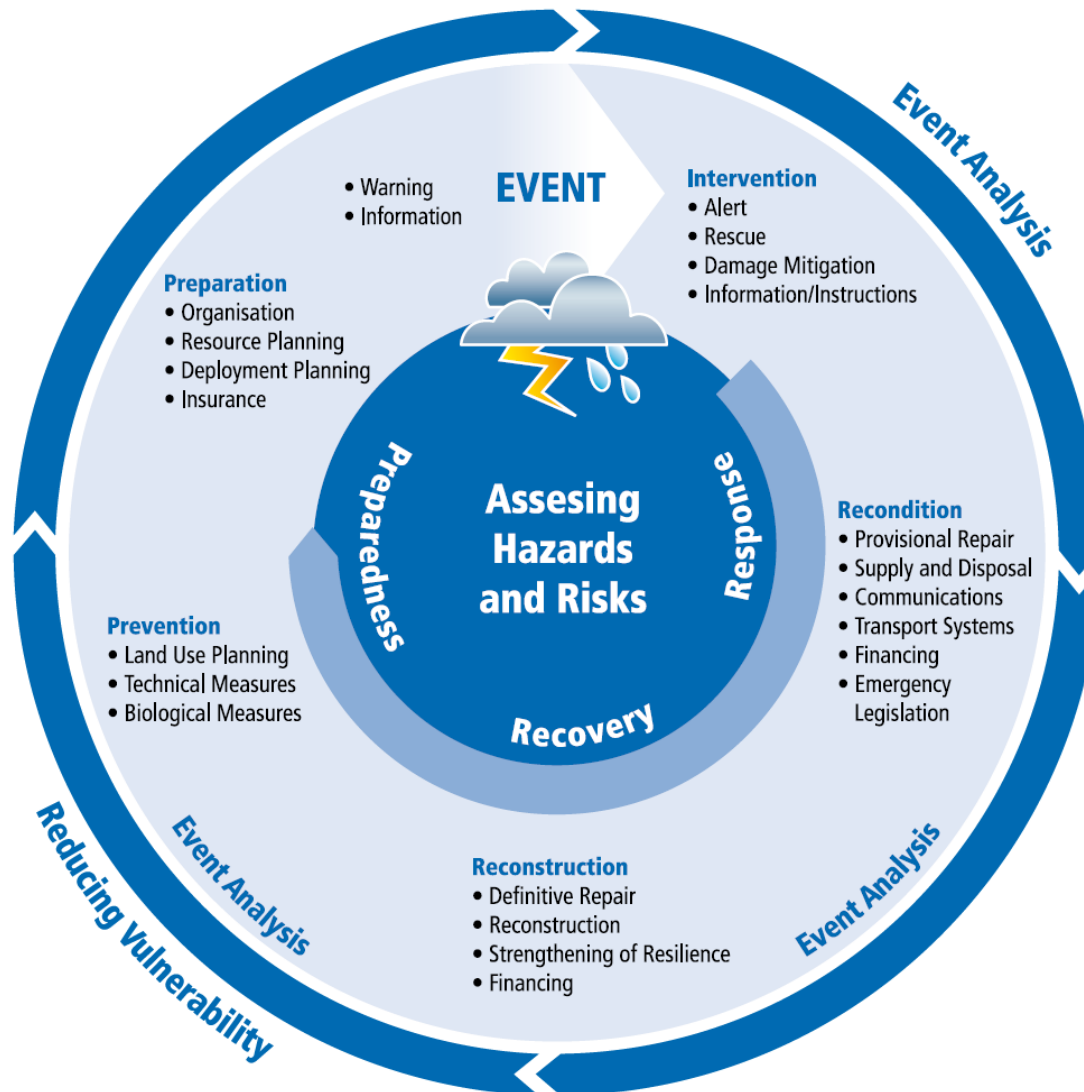 EVENT
• Warning
• Information
Intervention
• Alert
• Rescue
• Damage Mitigation
• Information/Instructions
Event Analysis
Preparation
• Organisation
• Resource Planning
• Deployment Planning
• Insurance
Preparedness
Assesing
Hazards
and Risks
Response
Recovery
Recondition
• Provisional Repair
• Supply and Disposal
• Communications
• Transport Systems
• Financing
• Emergency
Legislation
Prevention
• Land Use Planning
• Technical Measures
• Biological Measures
Event Analysis
Reconstruction
• Definitive Repair
• Reconstruction
• Strengthening of Resilience
• Financing
Event Analysis
Reducing Vulnerability